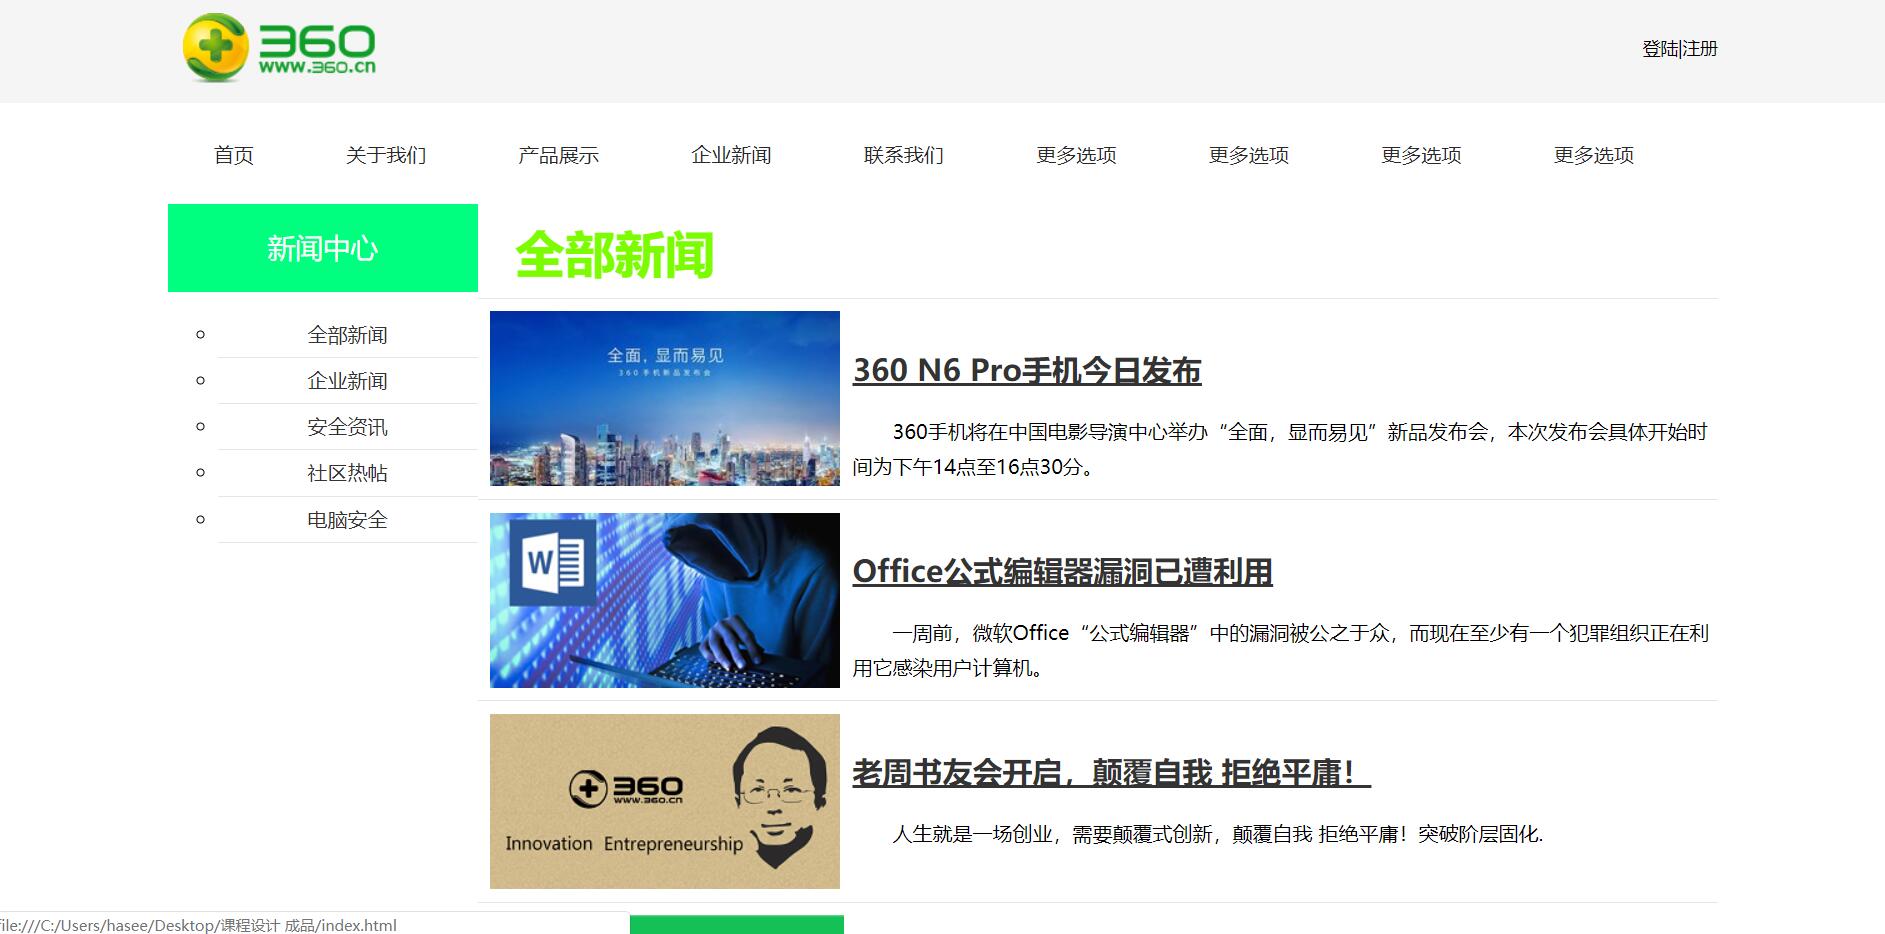 360
www.360.cn
登陆|注册
首页 关于我们 产品展示 企业新闻 联系我们 更多选项 更多选项 更多选项 更多选项
新闻中心
全部新闻
企业新闻
安全资讯
社区热帖
电脑安全
全部新闻
全面，显而易见
360手机新品发布会
360 N6 Pro手机今日发布
360手机将在中国电影导演中心举办“全面，显而易见”新品发布会，本次发布会具体开始时
间为下午14点至16点30分。
W
Office公式编辑器漏洞已遭利用
一周前，微软Office“公式编辑器”中的漏洞被公之于众，而现在至少有一个犯罪组织正在利
用它感染用户计算机。
360
www.360.cn
Innovation Entrepreneurship
老周书友会开启，颠覆自我 拒绝平庸！
人生就是一场创业，需要颠覆式创新，颠覆自我 拒绝平庸！突破阶层固化.
file:///C:/Users/hasee/Desktop/课程设计 成品/index.html